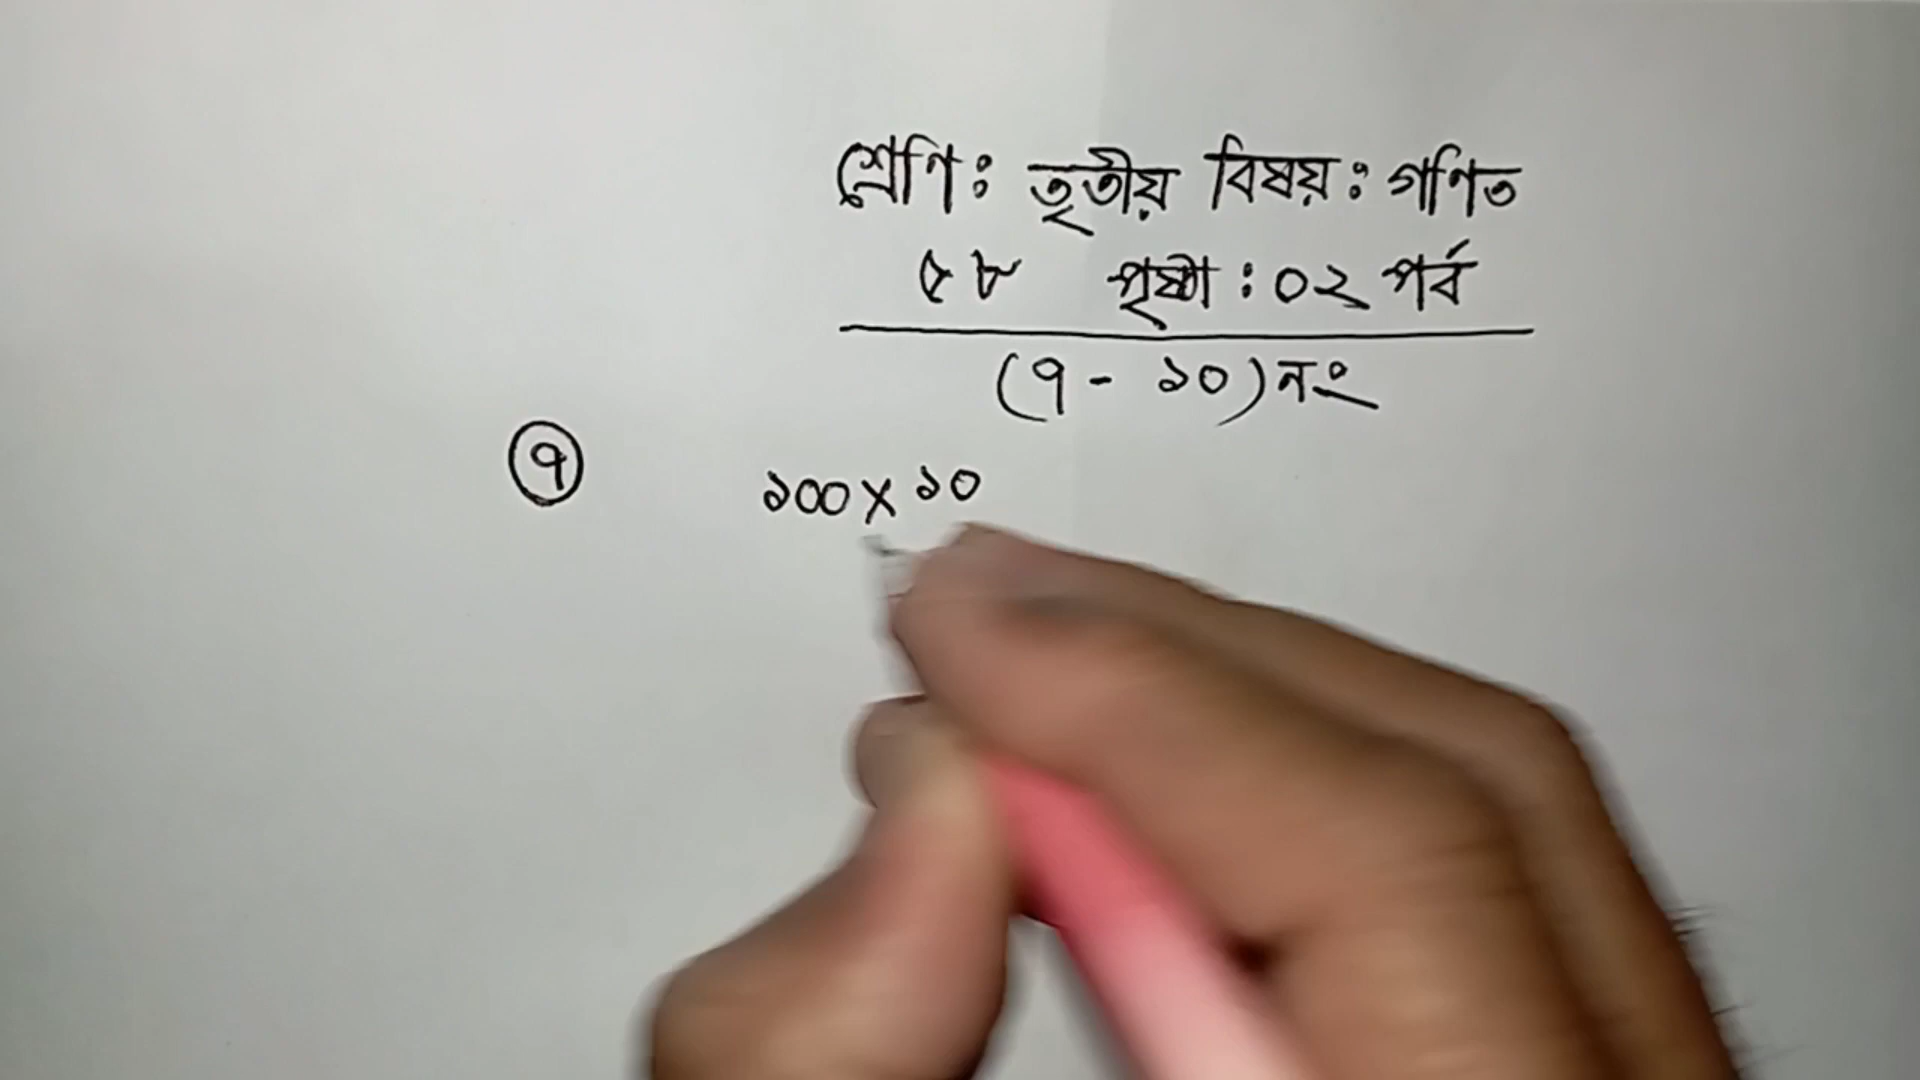 শ্রেণি: তৃতীয় বিষয়: গণিত
৫৮ পৃষ্ঠা: ০২ পর্ব
(৭ - ১০) নং
৭
১০০ × ১০